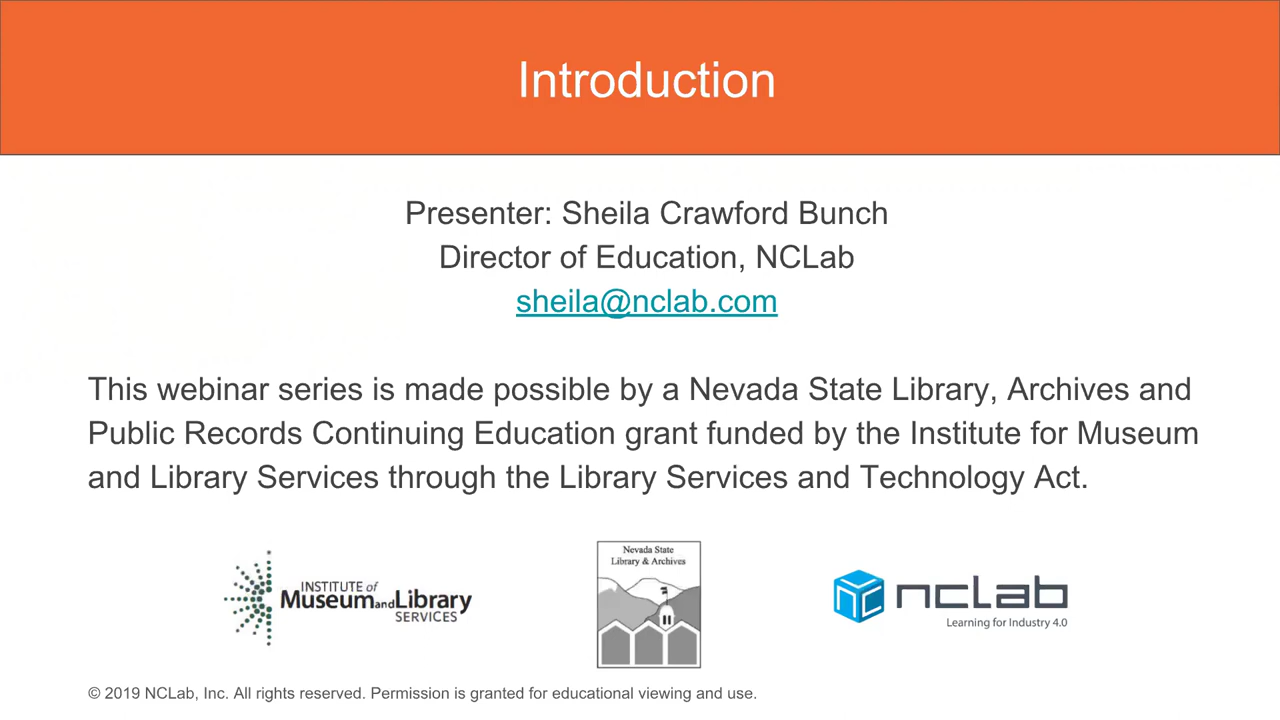 Introduction
Presenter: Sheila Crawford Bunch
Director of Education, NCLab
sheila@nclab.com
This webinar series is made possible by a Nevada State Library, Archives and
Public Records Continuing Education grant funded by the Institute for Museum
and Library Services through the Library Services and Technology Act.
INSTITUTE of
Museum and Library
SERVICES
Nevada State
Library & Archives
nclab
Learning for Industry 4.0
© 2019 NCLab, Inc. All rights reserved. Permission is granted for educational viewing and use.